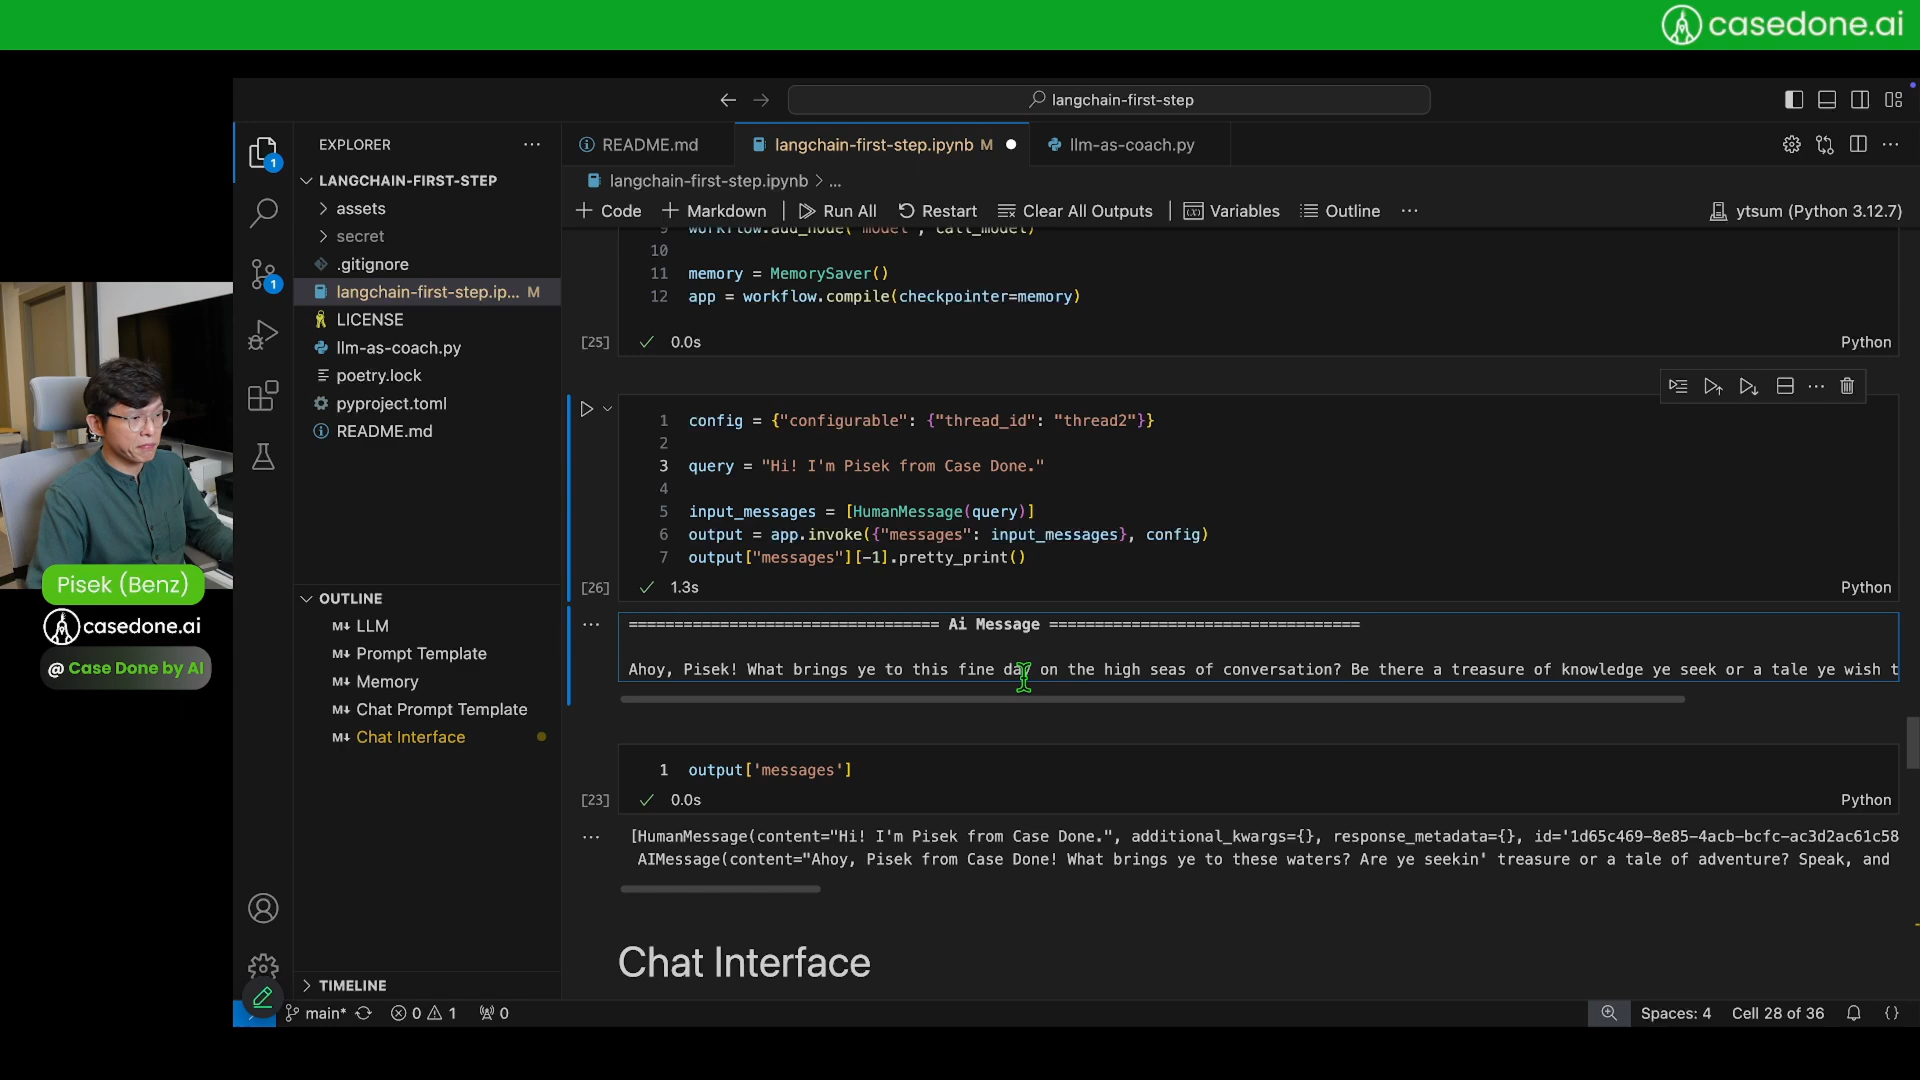 casedone.ai
langchain-first-step
EXPLORER
README.md
langchain-first-step.ipynb M
llm-as-coach.py
LANGCHAIN-FIRST-STEP
langchain-first-step.ipynb > ...
assets
Code
Markdown
Run All
Restart
Clear All Outputs
Variables
Outline
ytsum (Python 3.12.7)
secret
.gitignore
langchain-first-step.ip... M
LICENSE
llm-as-coach.py
poetry.lock
pyproject.toml
README.md
9 workflow.add_node("model", call_model)
10
11 memory = MemorySaver()
12 app = workflow.compile(checkpointer=memory)
[25] 0.0s Python
1 config = {"configurable": {"thread_id": "thread2"}}
2
3 query = "Hi! I'm Pisek from Case Done."
4
5 input_messages = [HumanMessage(query)]
6 output = app.invoke({"messages": input_messages}, config)
7 output["messages"][-1].pretty_print()
[26] 1.3s Python
================================== Ai Message ==================================
Ahoy, Pisek! What brings ye to this fine day on the high seas of conversation? Be there a treasure of knowledge ye seek or a tale ye wish t
1 output['messages']
[23] 0.0s Python
[HumanMessage(content="Hi! I'm Pisek from Case Done.", additional_kwargs={}, response_metadata={}, id='1d65c469-8e85-4acb-bcfc-ac3d2ac61c58
AIMessage(content="Ahoy, Pisek from Case Done! What brings ye to these waters? Are ye seekin' treasure or a tale of adventure? Speak, and
Chat Interface
OUTLINE
M↓ LLM
M↓ Prompt Template
M↓ Memory
M↓ Chat Prompt Template
M↓ Chat Interface
TIMELINE
Pisek (Benz)
casedone.ai
@ Case Done by AI
1
1
main*
0
1
0
Spaces: 4
Cell 28 of 36